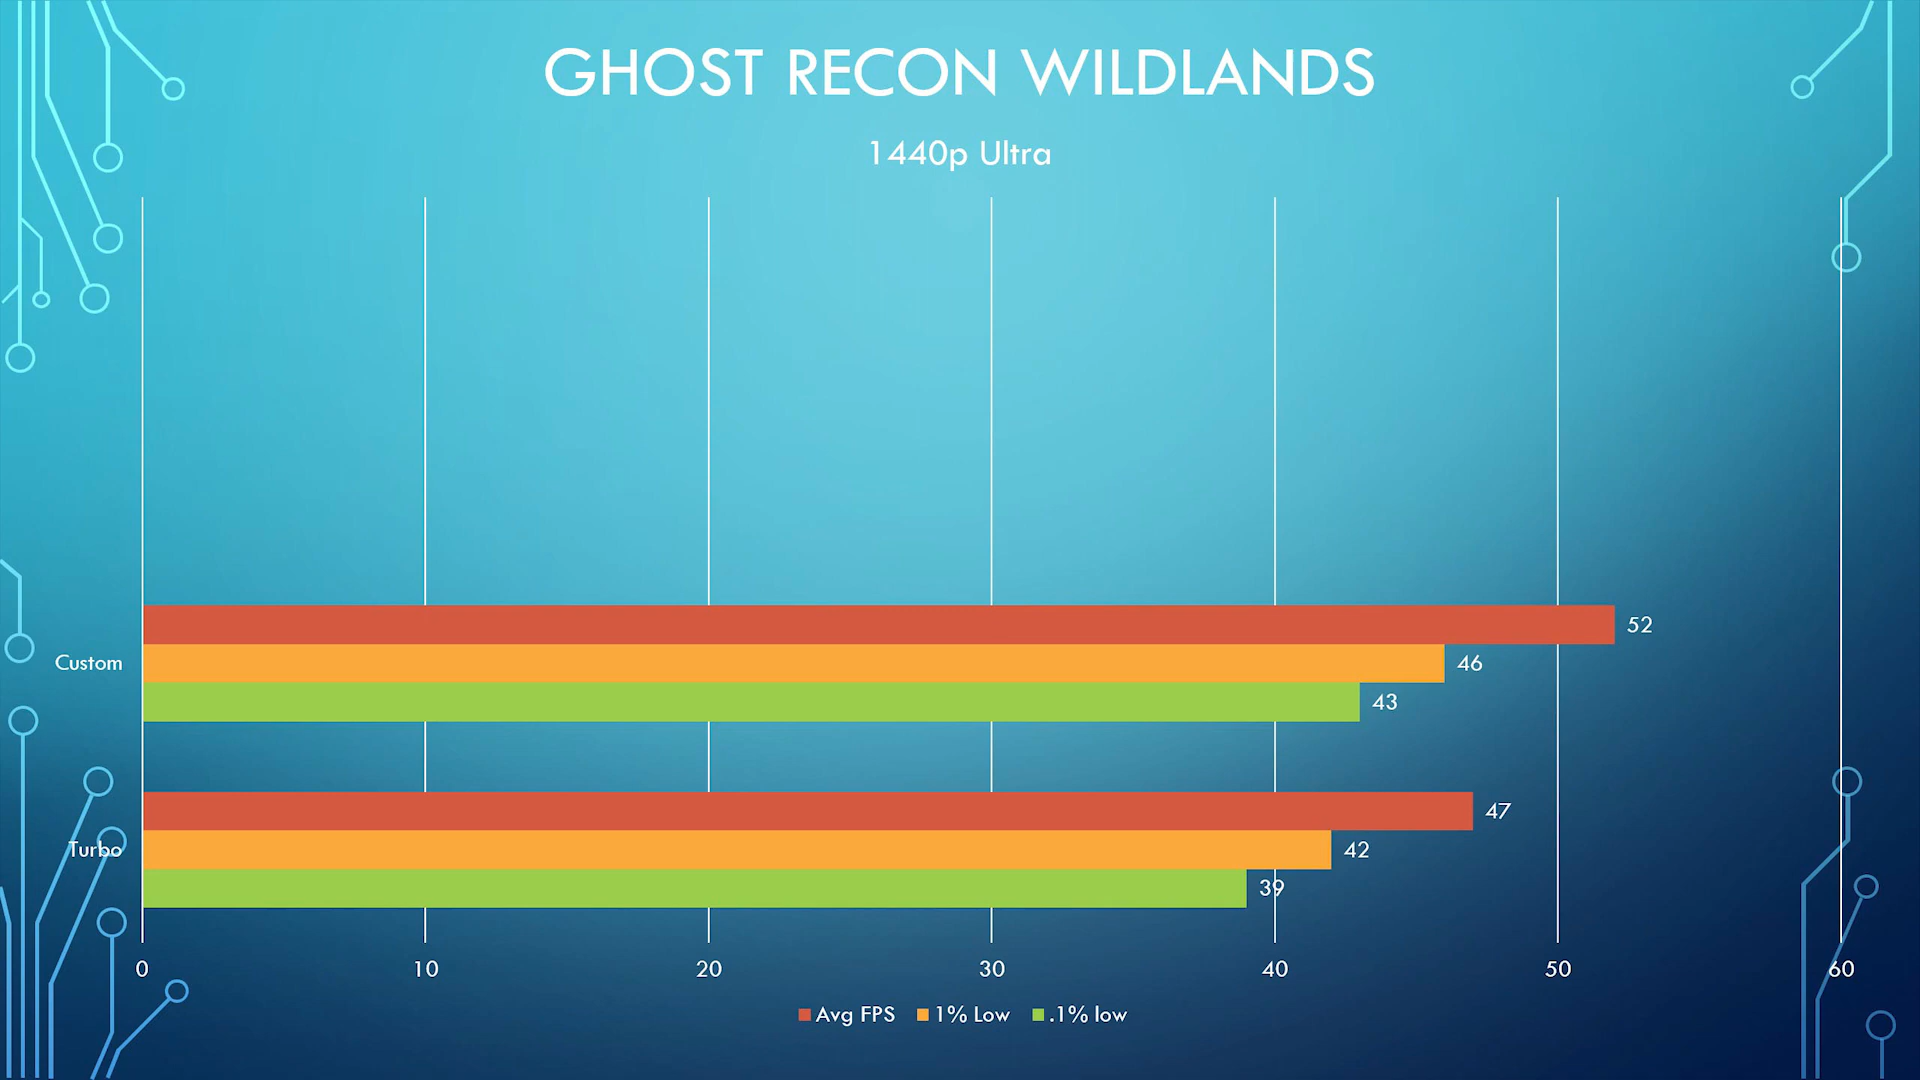 GHOST RECON WILDLANDS
1440p Ultra
52
Custom 46
43
47
Turbo 42
39
0 10 20 30 40 50 60
Avg FPS 1% Low .1% low